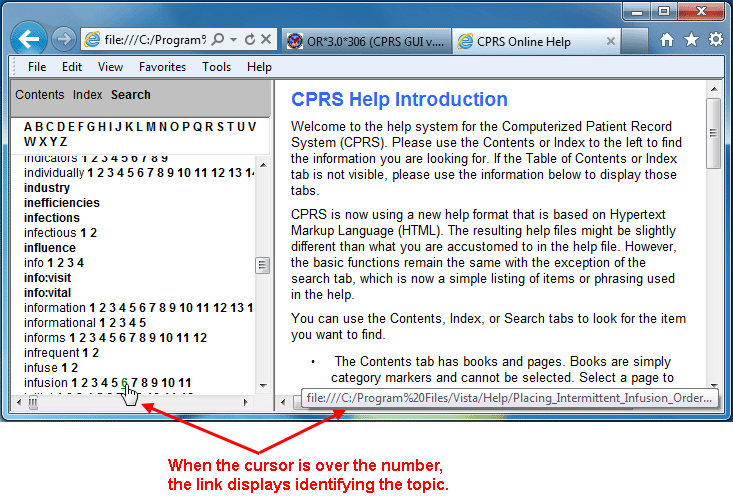 file:///C:/Program%
OR*3.0*306 (CPRS GUI v....
CPRS Online Help
File Edit View Favorites Tools Help
Contents Index Search
A B C D E F G H I J K L M N O P Q R S T U V
W X Y Z
indicators 1 2 3 4 5 6 7 8 9
individually 1 2 3 4 5 6 7 8 9 10 11 12 13 14
industry
inefficiencies
infections
infectious 1 2
influence
info 1 2 3 4
info:visit
info:vital
information 1 2 3 4 5 6 7 8 9 10 11 12 13 1
informational 1 2 3 4 5
informs 1 2 3 4 5 6 7 8 9 10 11 12
infrequent 1 2
infuse 1 2
infusion 1 2 3 4 5 6 7 8 9 10 11
CPRS Help Introduction
Welcome to the help system for the Computerized Patient Record
System (CPRS). Please use the Contents or Index to the left to find
the information you are looking for. If the Table of Contents or Index
tab is not visible, please use the information below to display those
tabs.
CPRS is now using a new help format that is based on Hypertext
Markup Language (HTML). The resulting help files might be slightly
different than what you are accustomed to in the help file. However,
the basic functions remain the same with the exception of the
search tab, which is now a simple listing of items or phrasing used
in the help.
You can use the Contents, Index, or Search tabs to look for the item
you want to find.
• The Contents tab has books and pages. Books are simply
category markers and cannot be selected. Select a page to
file:///C:/Program%20Files/Vista/Help/Placing_Intermittent_Infusion_Order...
When the cursor is over the number,
the link displays identifying the topic.